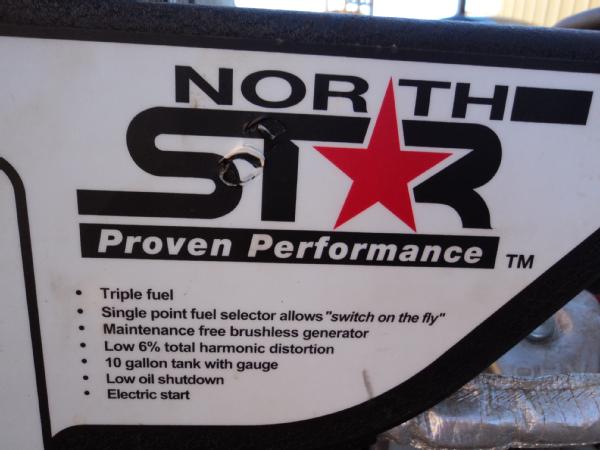 NORTH
STAR
Proven Performance
TM
• Triple fuel
• Single point fuel selector allows "switch on the fly"
• Maintenance free brushless generator
• Low 6% total harmonic distortion
• 10 gallon tank with gauge
• Low oil shutdown
• Electric start